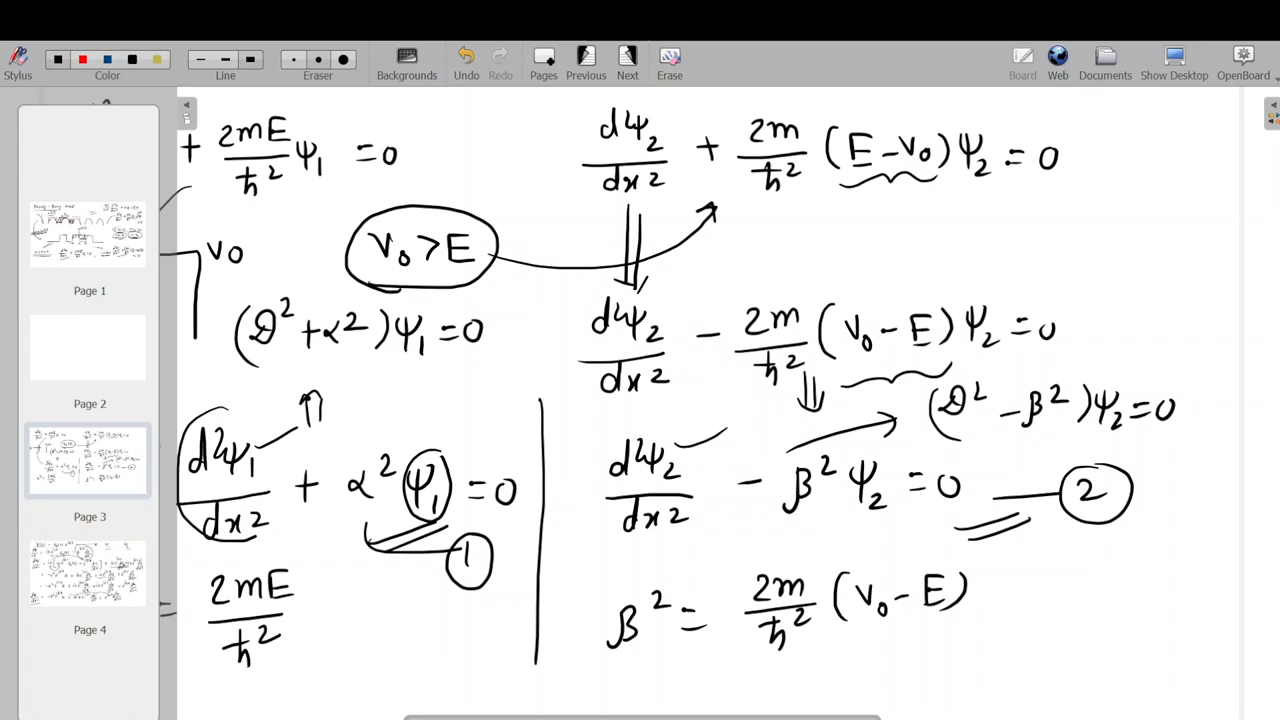 Stylus
Color
Line
Eraser
Backgrounds
Undo
Redo
Pages
Previous
Next
Erase
Board
Web
Documents
Show Desktop
OpenBoard
Page 1
Page 2
Page 3
Page 4
+ 2mE/ħ² Ψ₁ = 0
V₀
V₀ > E
(D² + α²)Ψ₁ = 0
d²Ψ₁/dx² + α² Ψ₁ = 0
1
2mE/ħ²
d²Ψ₂/dx² + 2m/ħ² (E - V₀)Ψ₂ = 0
d²Ψ₂/dx² - 2m/ħ² (V₀ - E)Ψ₂ = 0
(D² - β²)Ψ₂ = 0
d²Ψ₂/dx² - β² Ψ₂ = 0
2
β² = 2m/ħ² (V₀ - E)